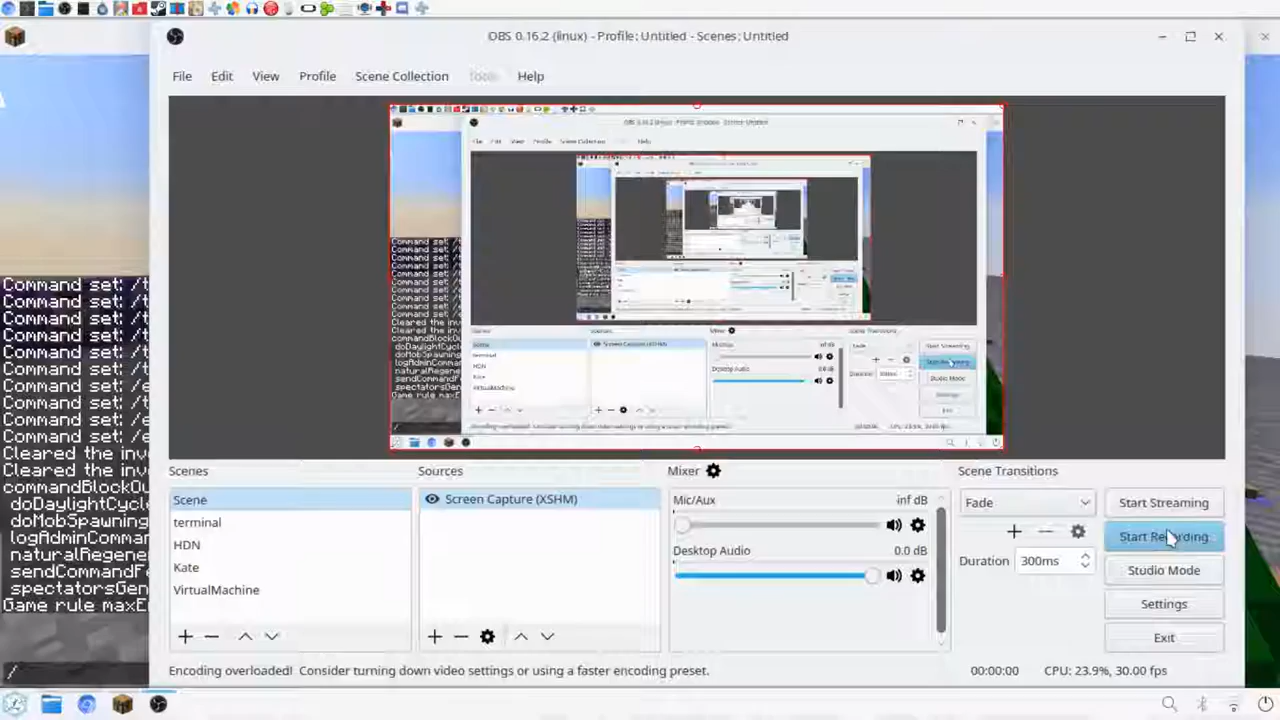 OBS 0.16.2 (linux) - Profile: Untitled - Scenes: Untitled
File Edit View Profile Scene Collection Tools Help
Command set: /t
Command set: /t
Command set: /t
Command set: /t
Command set: /t
Command set: /t
Command set: /e
Command set: /t
Command set: /e
Command set: /e
Cleared the inv
Cleared the inv
commandBlockOu
doDaylightCycl
doMobSpawning
logAdminComma
naturalRegene
sendCommandFe
spectatorsGen
Game rule maxE
/
Scenes
Scene
terminal
HDN
Kate
VirtualMachine
Sources
Screen Capture (XSHM)
Mixer
Mic/Aux inf dB
Desktop Audio 0.0 dB
Scene Transitions
Fade
Duration 300ms
Start Streaming
Start Recording
Studio Mode
Settings
Exit
Encoding overloaded! Consider turning down video settings or using a faster encoding preset.
00:00:00 CPU: 23.9%, 30.00 fps